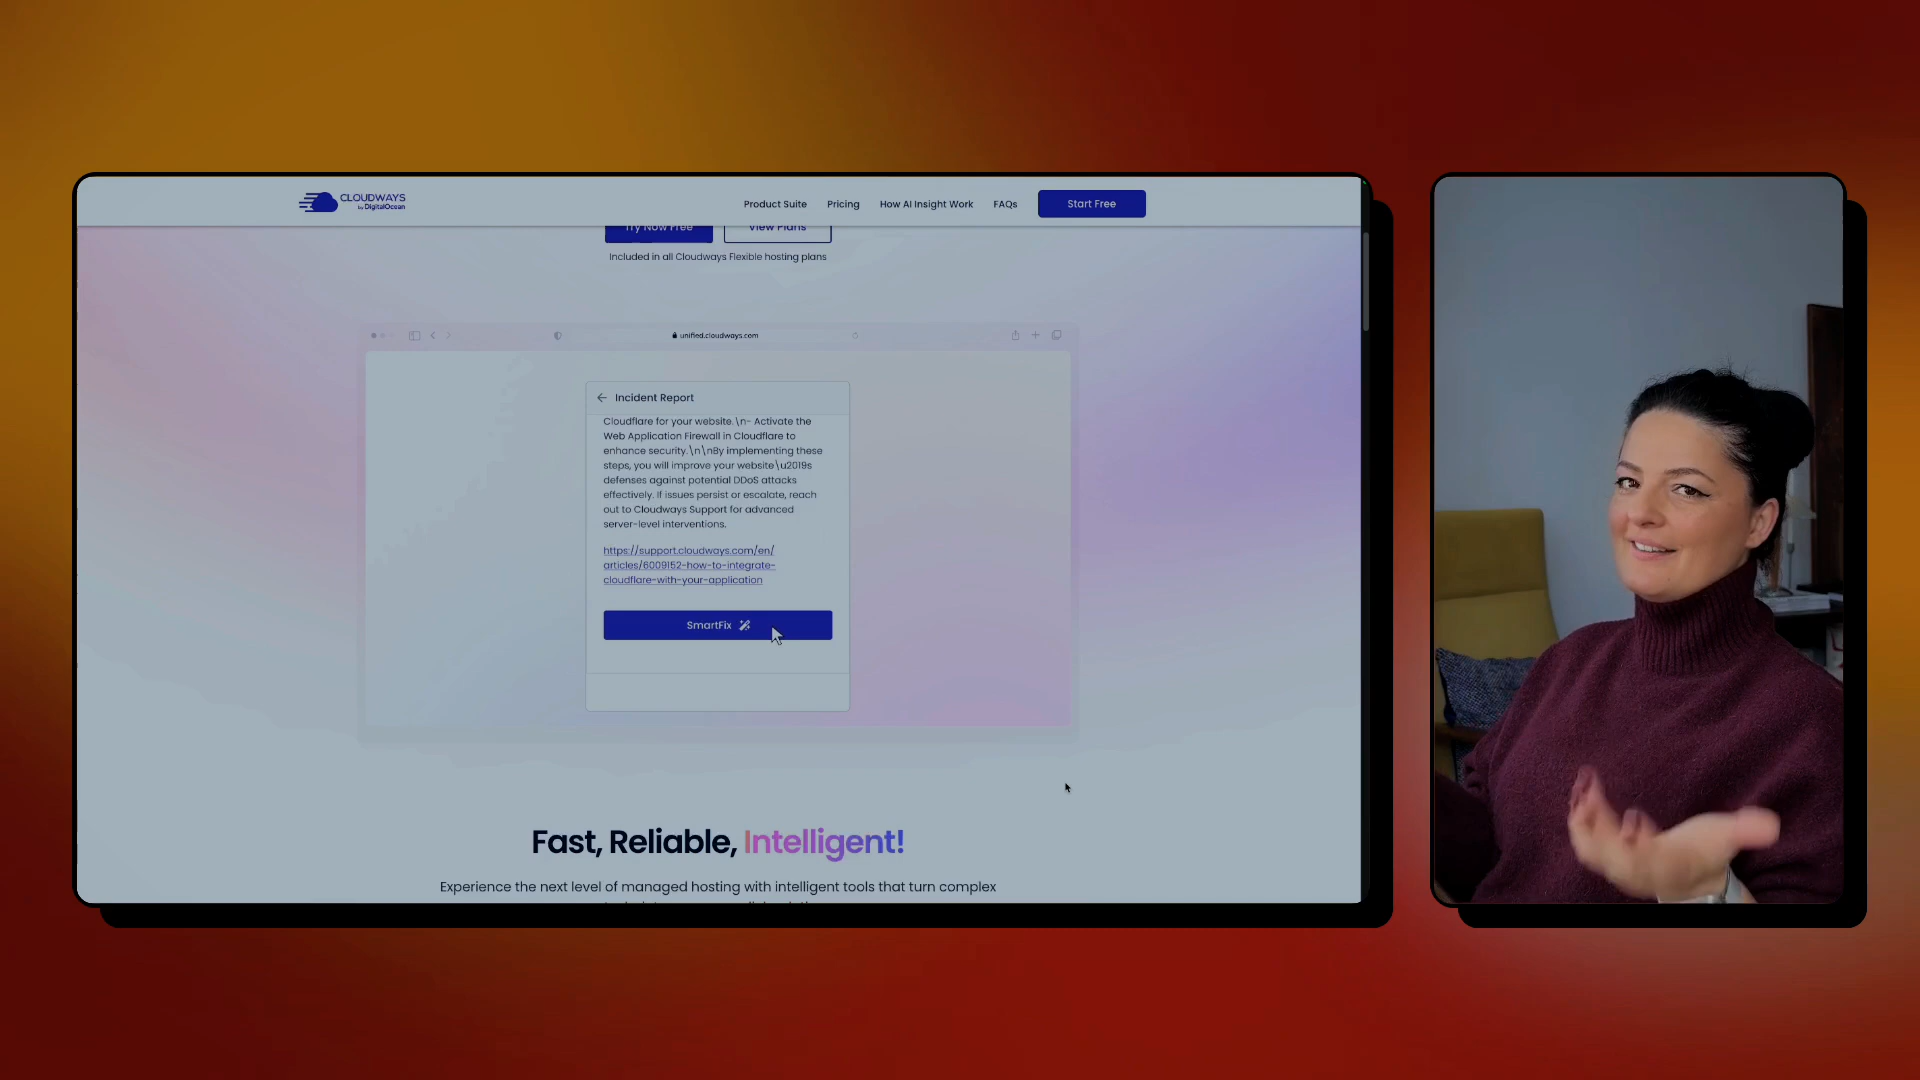 CLOUDWAYS
by DigitalOcean
Product Suite
Pricing
How AI Insight Work
FAQs
Start Free
Try Now Free
View Plans
Included in all Cloudways Flexible hosting plans
unified.cloudways.com
Incident Report
Cloudflare for your website.\n- Activate the
Web Application Firewall in Cloudflare to
enhance security.\n\nBy implementing these
steps, you will improve your website\u2019s
defenses against potential DDoS attacks
effectively. If issues persist or escalate, reach
out to Cloudways Support for advanced
server-level interventions.
https://support.cloudways.com/en/
articles/6009152-how-to-integrate-
cloudflare-with-your-application
SmartFix
Fast, Reliable, Intelligent!
Experience the next level of managed hosting with intelligent tools that turn complex